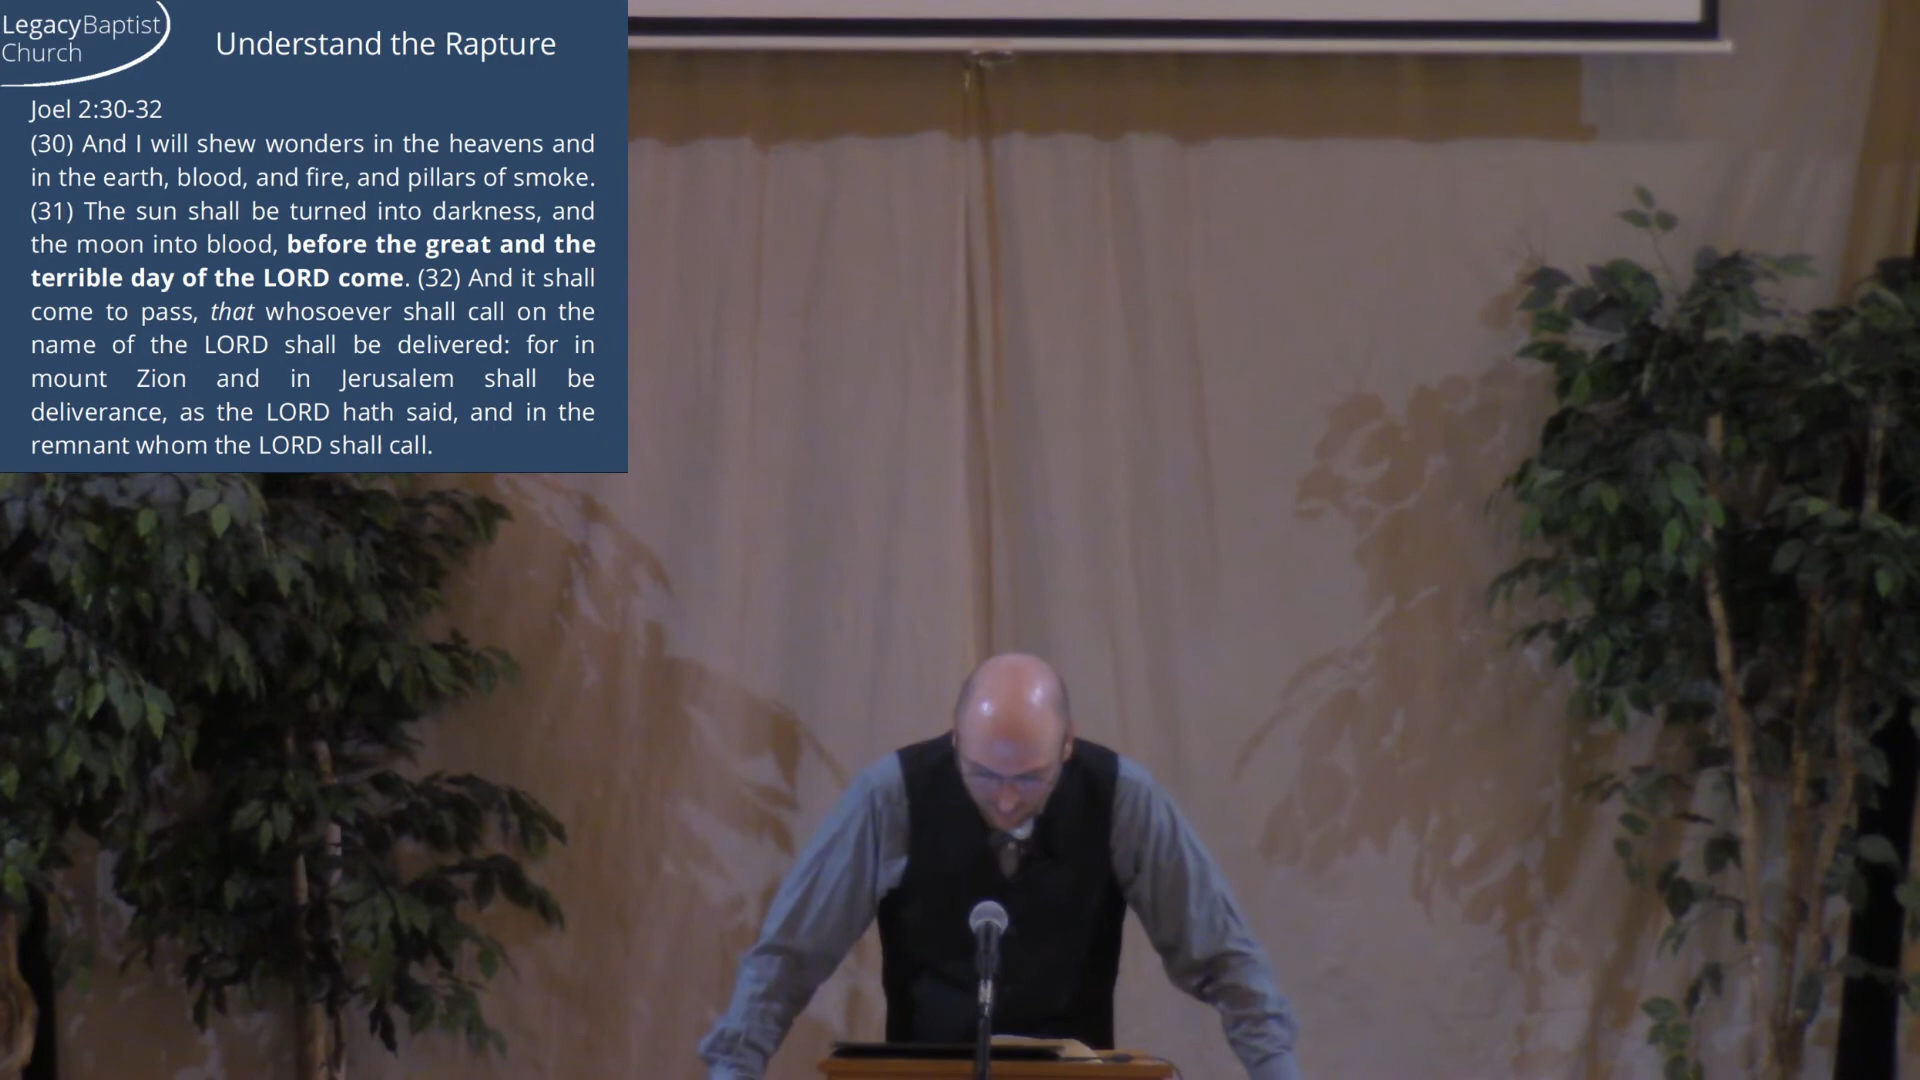 LegacyBaptist
Church
Understand the Rapture
Joel 2:30-32
(30) And I will shew wonders in the heavens and
in the earth, blood, and fire, and pillars of smoke.
(31) The sun shall be turned into darkness, and
the moon into blood, before the great and the
terrible day of the LORD come. (32) And it shall
come to pass, that whosoever shall call on the
name of the LORD shall be delivered: for in
mount Zion and in Jerusalem shall be
deliverance, as the LORD hath said, and in the
remnant whom the LORD shall call.